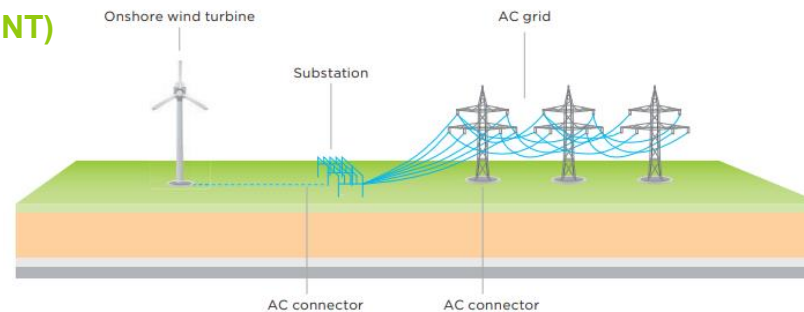 NT)
Onshore wind turbine
AC grid
Substation
AC connector
AC connector